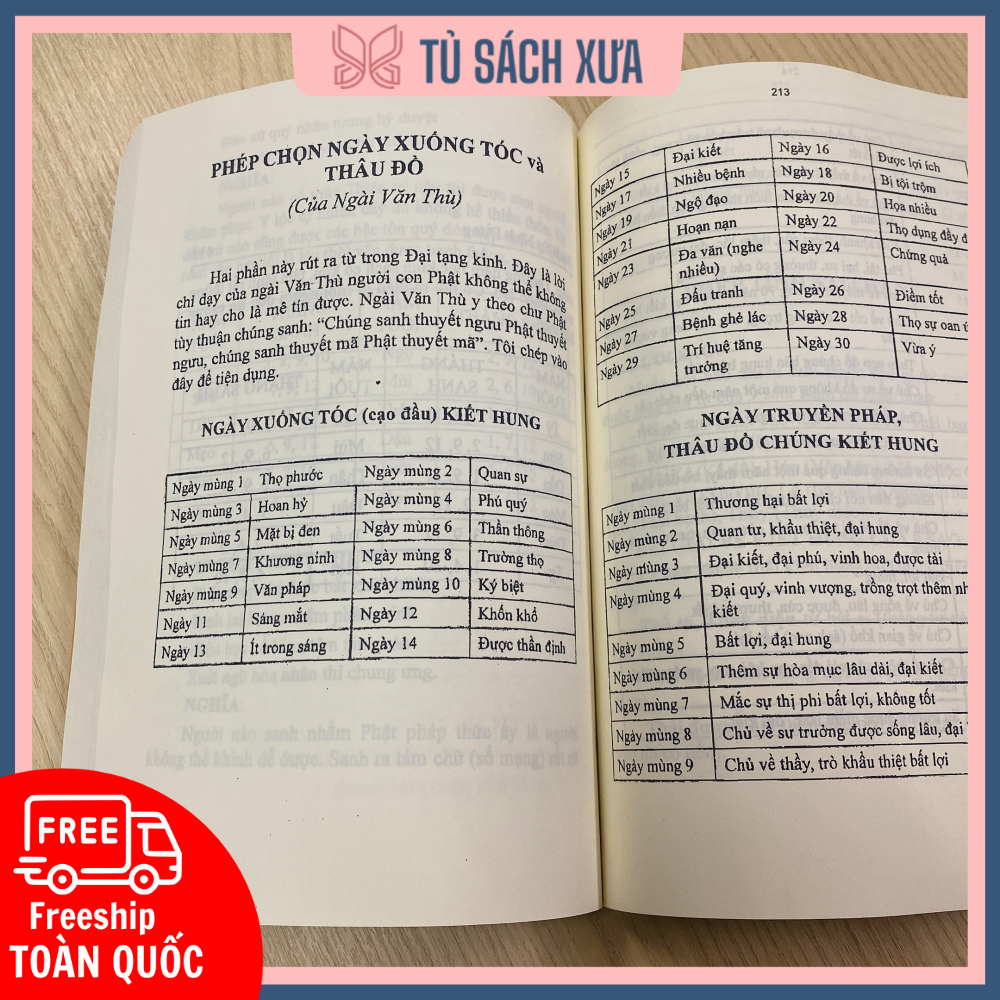 TỦ SÁCH XƯA
PHÉP CHỌN NGÀY XUỐNG TÓC và
THÂU ĐỒ
(Của Ngài Văn Thù)
Hai phần này rút ra từ trong Đại tạng kinh. Đây là lời
chỉ dạy của ngài Văn Thù người con Phật không thể không
tin hay cho là mê tín được. Ngài Văn Thù y theo chư Phật
tùy thuận chúng sanh: “Chúng sanh thuyết ngưu Phật thuyết
ngưu, chúng sanh thuyết mã Phật thuyết mã”. Tôi chép vào
đây để tiện dụng.
NGÀY XUỐNG TÓC (cạo đầu) KIẾT HUNG
Ngày mùng 1 Thọ phước Ngày mùng 2 Quan sự
Ngày mùng 3 Hoan hỷ Ngày mùng 4 Phú quý
Ngày mùng 5 Mặt bị đen Ngày mùng 6 Thần thông
Ngày mùng 7 Khương ninh Ngày mùng 8 Trường thọ
Ngày mùng 9 Văn pháp Ngày mùng 10 Ký biệt
Ngày 11 Sáng mắt Ngày 12 Khốn khổ
Ngày 13 Ít trong sáng Ngày 14 Được thần định
213
Ngày 15 Đại kiết Ngày 16 Được lợi ích
Ngày 17 Nhiều bệnh Ngày 18 Bị tội trộm
Ngày 19 Ngộ đạo Ngày 20 Họa nhiều
Ngày 21 Hoạn nạn Ngày 22 Thọ dụng đầy đ
Ngày 23 Đa văn (nghe Ngày 24 Chứng quả
nhiều)
Ngày 25 Đấu tranh Ngày 26 Điềm tốt
Ngày 27 Bệnh ghẻ lác Ngày 28 Thọ sự oan ứ
Ngày 29 Trí huệ tăng Ngày 30 Vừa ý
trưởng
NGÀY TRUYỀN PHÁP,
THÂU ĐỒ CHÚNG KIẾT HUNG
Ngày mùng 1 Thương hại bất lợi
Ngày mùng 2 Quan tư, khẩu thiệt, đại hung
Ngày mùng 3 Đại kiết, đại phú, vinh hoa, được tài
Ngày mùng 4 Đại quý, vinh vượng, trồng trọt thêm nh
kiết
Ngày mùng 5 Bất lợi, đại hung
Ngày mùng 6 Thêm sự hòa mục lâu dài, đại kiết
Ngày mùng 7 Mắc sự thị phi bất lợi, không tốt
Ngày mùng 8 Chủ về sư trưởng được sống lâu, đại
Ngày mùng 9 Chủ về thầy, trò khẩu thiệt bất lợi
FREE
Freeship
TOÀN QUỐC